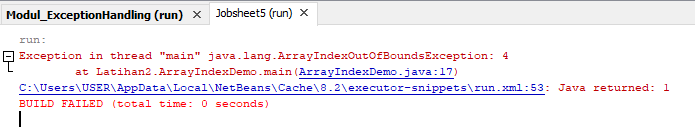 Modul_ExceptionHandling (run) Jobsheet5 (run)
run:
Exception in thread "main" java.lang.ArrayIndexOutOfBoundsException: 4
at Latihan2.ArrayIndexDemo.main(ArrayIndexDemo.java:17)
C:\Users\USER\AppData\Local\NetBeans\Cache\8.2\executor-snippets\run.xml:53: Java returned: 1
BUILD FAILED (total time: 0 seconds)